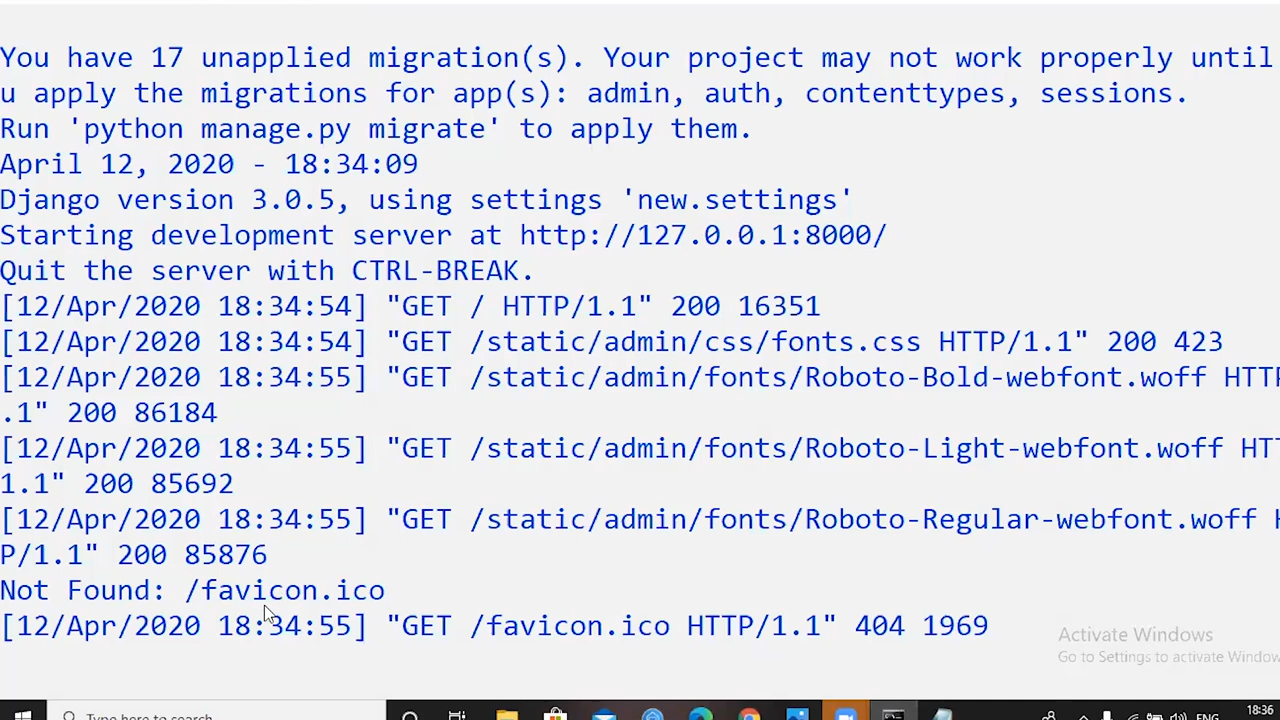 You have 17 unapplied migration(s). Your project may not work properly until
u apply the migrations for app(s): admin, auth, contenttypes, sessions.
Run 'python manage.py migrate' to apply them.
April 12, 2020 - 18:34:09
Django version 3.0.5, using settings 'new.settings'
Starting development server at http://127.0.0.1:8000/
Quit the server with CTRL-BREAK.
[12/Apr/2020 18:34:54] "GET / HTTP/1.1" 200 16351
[12/Apr/2020 18:34:54] "GET /static/admin/css/fonts.css HTTP/1.1" 200 423
[12/Apr/2020 18:34:55] "GET /static/admin/fonts/Roboto-Bold-webfont.woff HTTP
.1" 200 86184
[12/Apr/2020 18:34:55] "GET /static/admin/fonts/Roboto-Light-webfont.woff HTT
1.1" 200 85692
[12/Apr/2020 18:34:55] "GET /static/admin/fonts/Roboto-Regular-webfont.woff H
P/1.1" 200 85876
Not Found: /favicon.ico
[12/Apr/2020 18:34:55] "GET /favicon.ico HTTP/1.1" 404 1969
Activate Windows
Go to Settings to activate Window
Type here to search
ENG
18:36